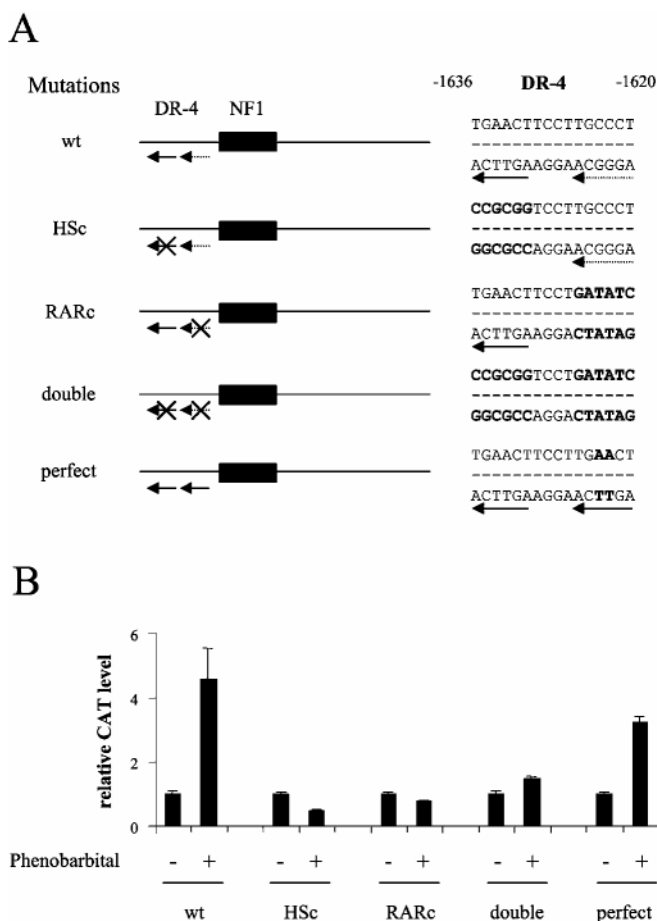 A
Mutations
-1636 DR-4 -1620
DR-4 NF1
wt
TGAACTTCCTTGCCCT
ACTTGAAGGAACGGGA
HSc
CCGCGGTCCTTGCCCT
GGCGCCAGGAACGGGA
RARc
TGAACTTCCTGATATC
ACTTGAAGGACTATAG
double
CCGCGGTCCTGATATC
GGCGCCAGGACTATAG
perfect
TGAACTTCCTTGAACT
ACTTGAAGGAACTTGA
B
relative CAT level
6
4
2
0
Phenobarbital - + - + - + - + - +
wt HSc RARc double perfect